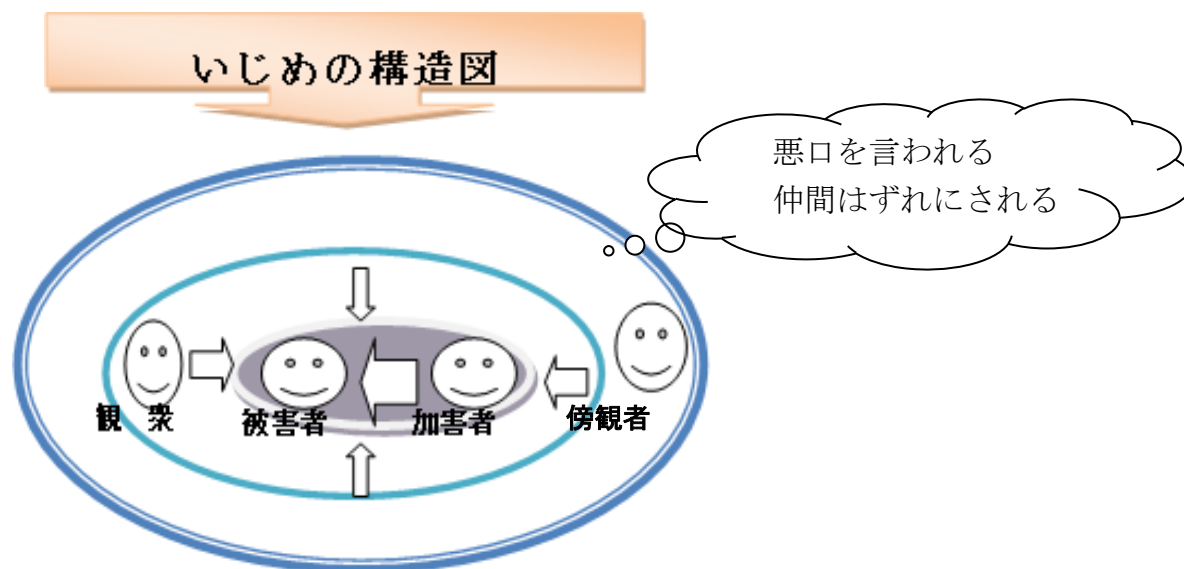 いじめの構造図
悪口を言われる
仲間はずれにされる
観 衆
被害者
加害者
傍観者